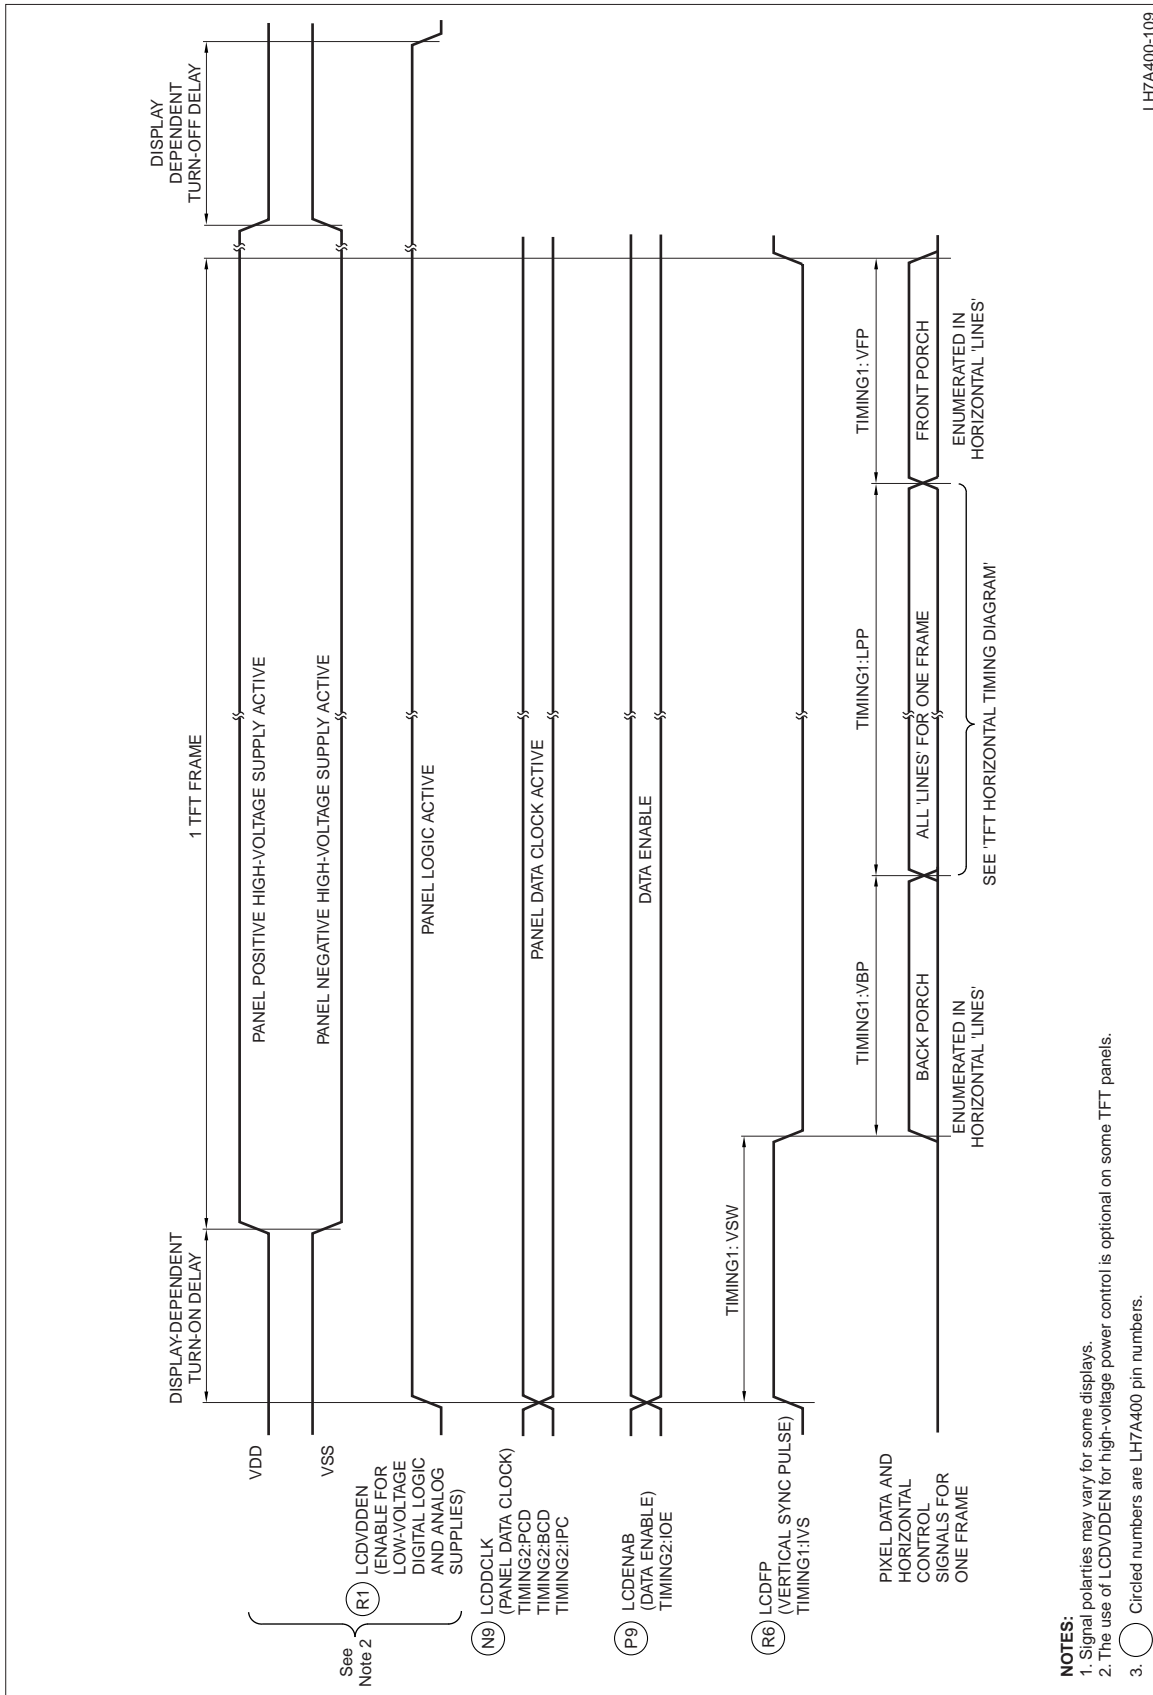 DISPLAY-DEPENDENT
TURN-ON DELAY
1 TFT FRAME
DISPLAY
DEPENDENT
TURN-OFF DELAY
VDD
PANEL POSITIVE HIGH-VOLTAGE SUPPLY ACTIVE
VSS
PANEL NEGATIVE HIGH-VOLTAGE SUPPLY ACTIVE
See
Note 2
R1
LCDVDDEN
(ENABLE FOR
LOW-VOLTAGE
DIGITAL LOGIC
AND ANALOG
SUPPLIES)
PANEL LOGIC ACTIVE
N9
LCDDCLK
(PANEL DATA CLOCK)
TIMING2:PCD
TIMING2:BCD
TIMING2:IPC
PANEL DATA CLOCK ACTIVE
P9
LCDENAB
(DATA ENABLE)
TIMING2:IOE
DATA ENABLE
R6
LCDFP
(VERTICAL SYNC PULSE)
TIMING1:IVS
TIMING1: VSW
TIMING1:VBP
TIMING1:LPP
TIMING1: VFP
PIXEL DATA AND
HORIZONTAL
CONTROL
SIGNALS FOR
ONE FRAME
BACK PORCH
ALL 'LINES' FOR ONE FRAME
FRONT PORCH
ENUMERATED IN
HORIZONTAL 'LINES'
SEE 'TFT HORIZONTAL TIMING DIAGRAM'
ENUMERATED IN
HORIZONTAL 'LINES'
NOTES:
1. Signal polarties may vary for some displays.
2. The use of LCDVDDEN for high-voltage power control is optional on some TFT panels.
3. Circled numbers are LH7A400 pin numbers.
LH7A400-109